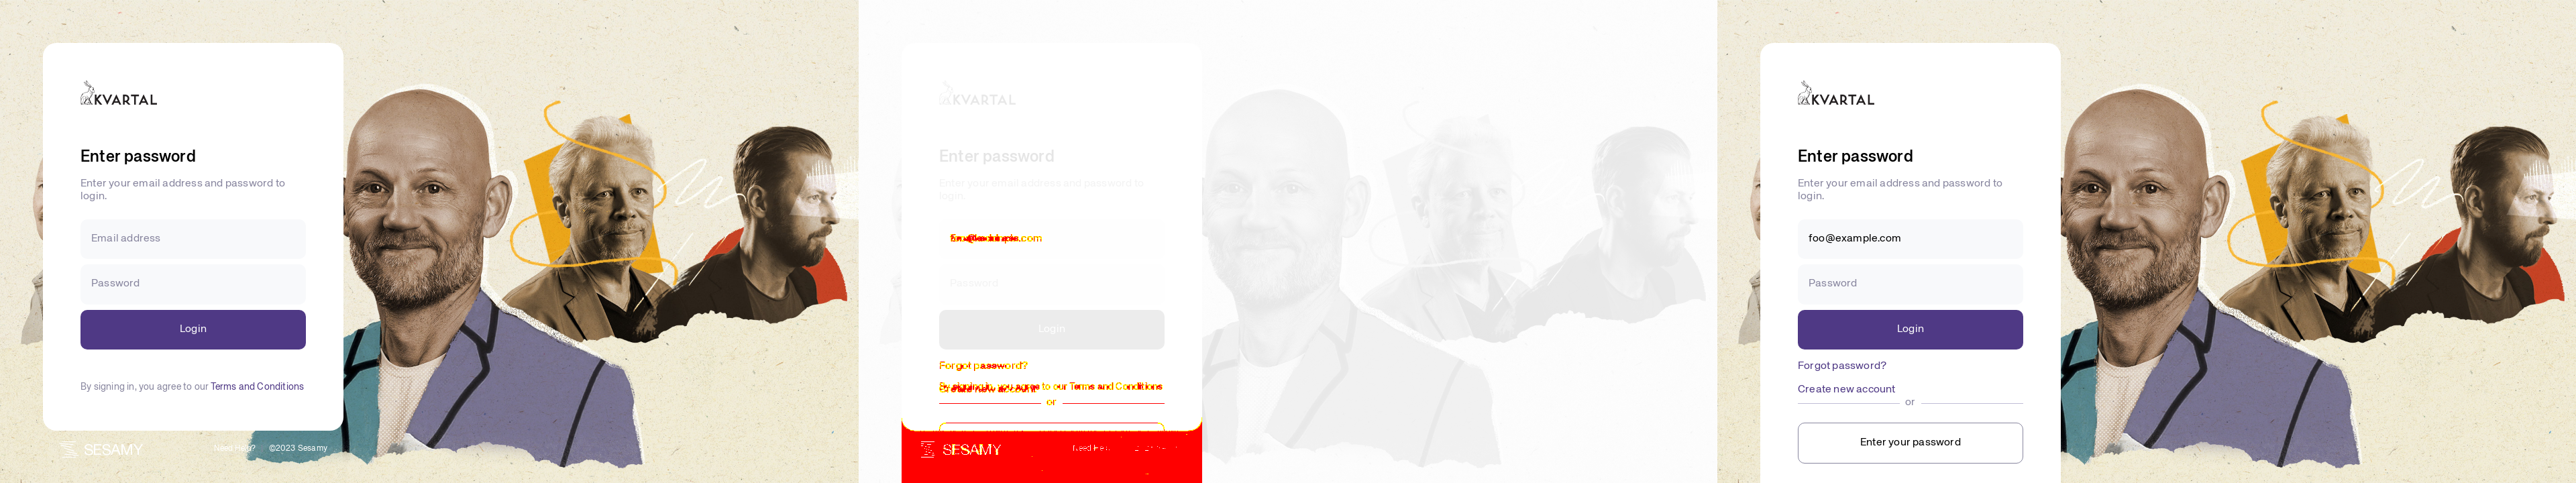 KVARTAL
Enter password
Enter your email address and password to
login.
Email address
Password
Login
By signing in, you agree to our Terms and Conditions
SESAMY
Need Help?
©2023 Sesamy
KVARTAL
Enter password
Enter your email address and password to
login.
Password
Login
Forgot password?
By signing in, you agree to our Terms and Conditions
or
SESAMY
KVARTAL
Enter password
Enter your email address and password to
login.
foo@example.com
Password
Login
Forgot password?
Create new account
or
Enter your password